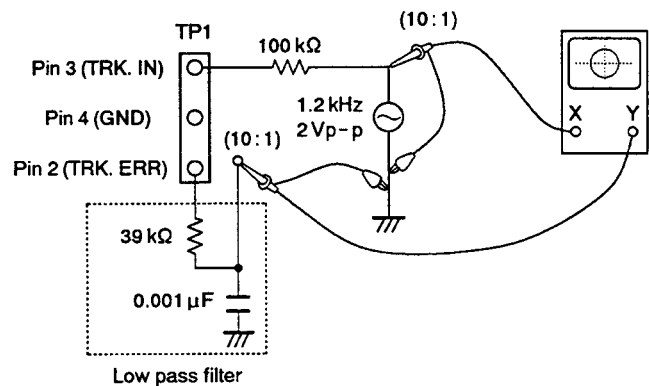 TP1
(10 : 1)
100 kΩ
Pin 3 (TRK. IN)
1.2 kHz
2 Vp-p
X
Y
Pin 4 (GND)
(10 : 1)
Pin 2 (TRK. ERR)
39 kΩ
0.001 μF
Low pass filter